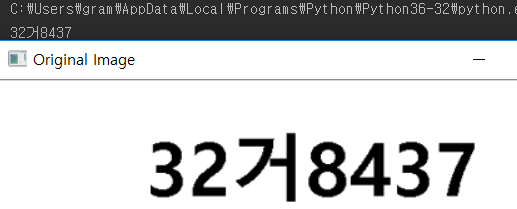 C:\Users\gram\AppData\Local\Programs\Python\Python36-32\python.e
32거8437
Original Image
32거8437